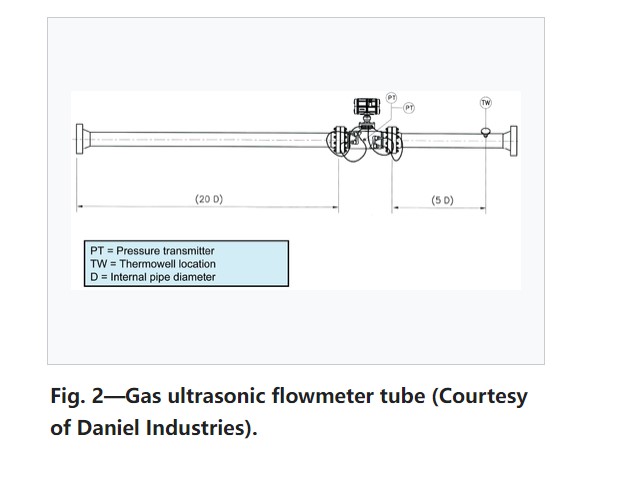 PT
PT
TW
(20 D)
(5 D)
PT = Pressure transmitter
TW = Thermowell location
D = Internal pipe diameter
Fig. 2—Gas ultrasonic flowmeter tube (Courtesy
of Daniel Industries).